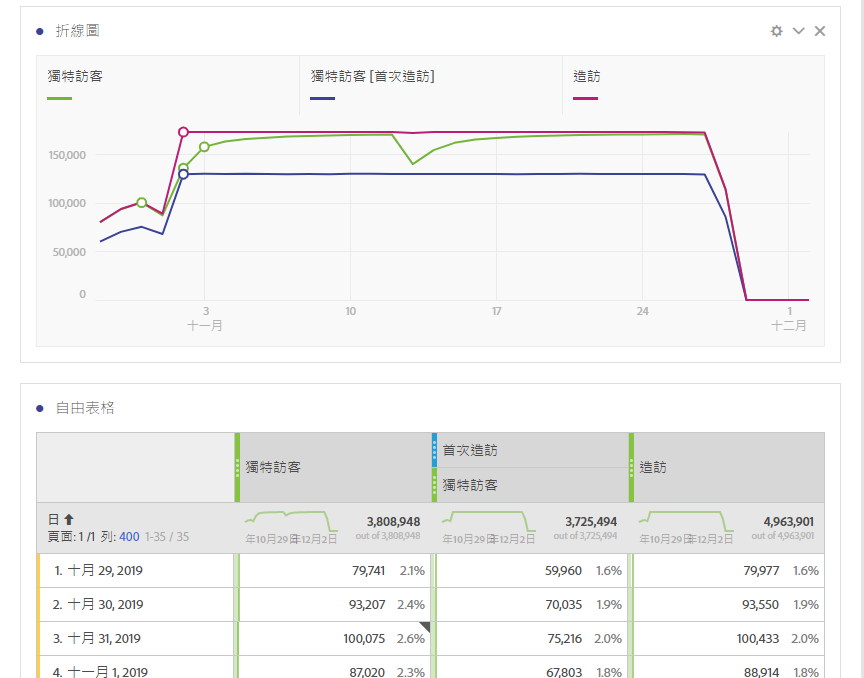 折線圖
獨特訪客
獨特訪客 [首次造訪]
造訪
150,000
100,000
50,000
0
3
10
17
24
1
十一月
十二月
自由表格
獨特訪客
首次造訪
獨特訪客
造訪
日
頁面: 1 /1 列: 400 1-35 / 35
3,808,948
out of 3,808,948
年10月29日
年12月2日
3,725,494
out of 3,725,494
年10月29日
年12月2日
4,963,901
out of 4,963,901
年10月29日
年12月2日
1. 十月 29, 2019 79,741 2.1% 59,960 1.6% 79,977 1.6%
2. 十月 30, 2019 93,207 2.4% 70,035 1.9% 93,550 1.9%
3. 十月 31, 2019 100,075 2.6% 75,216 2.0% 100,433 2.0%
4. 十一月 1, 2019 87,020 2.3% 67,803 1.8% 88,914 1.8%